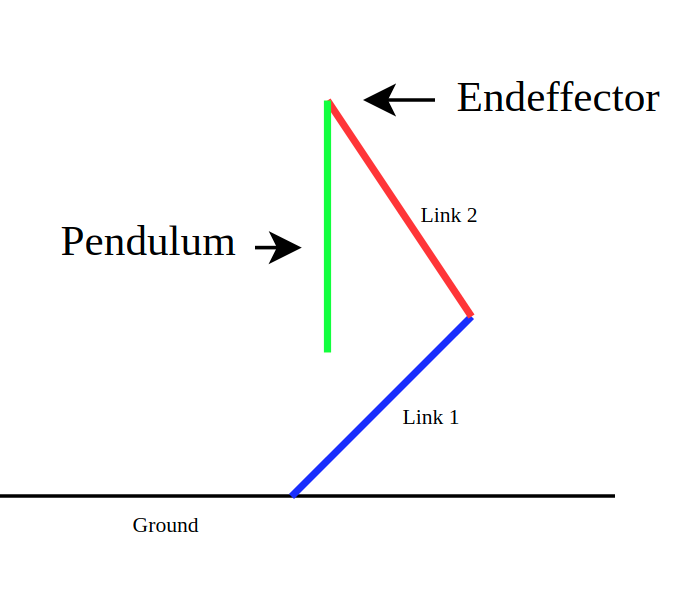 Endeffector
Link 2
Pendulum
Link 1
Ground